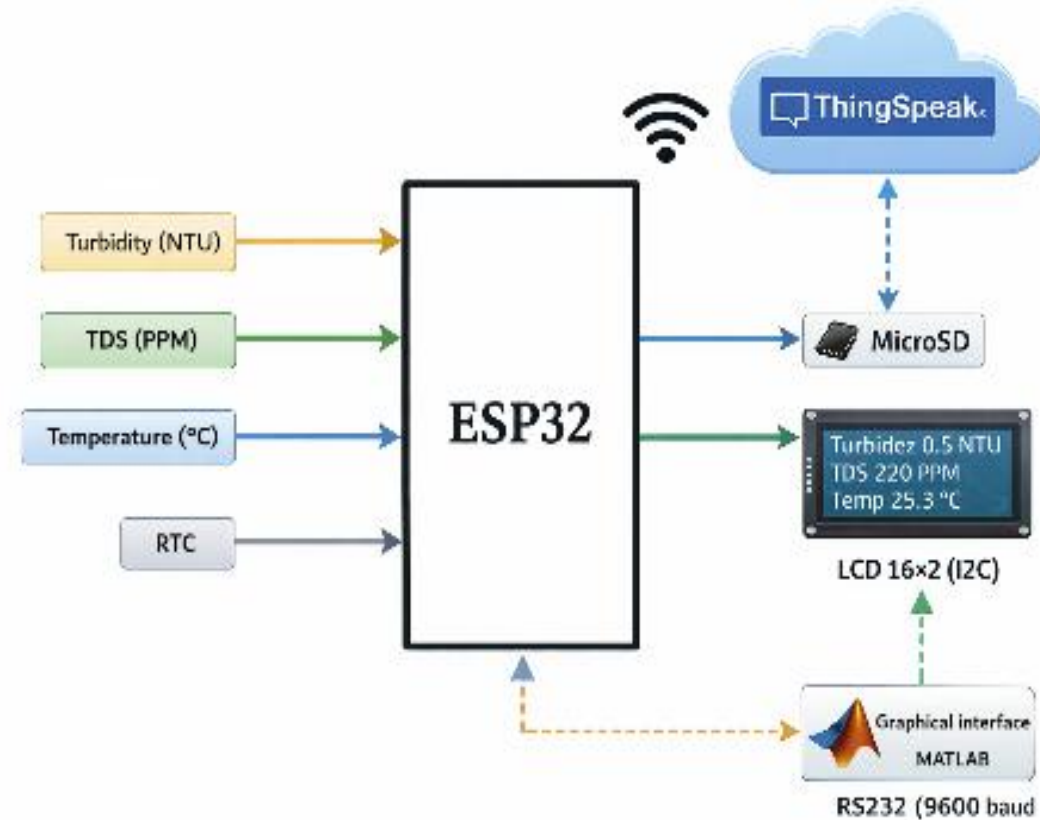 ThingSpeak
Turbidity (NTU)
TDS (PPM)
Temperature (°C)
RTC
ESP32
MicroSD
Turbidez 0.5 NTU
TDS 220 PPM
Temp 25.3 °C
LCD 16×2 (I2C)
Graphical interface
MATLAB
RS232 (9600 baud